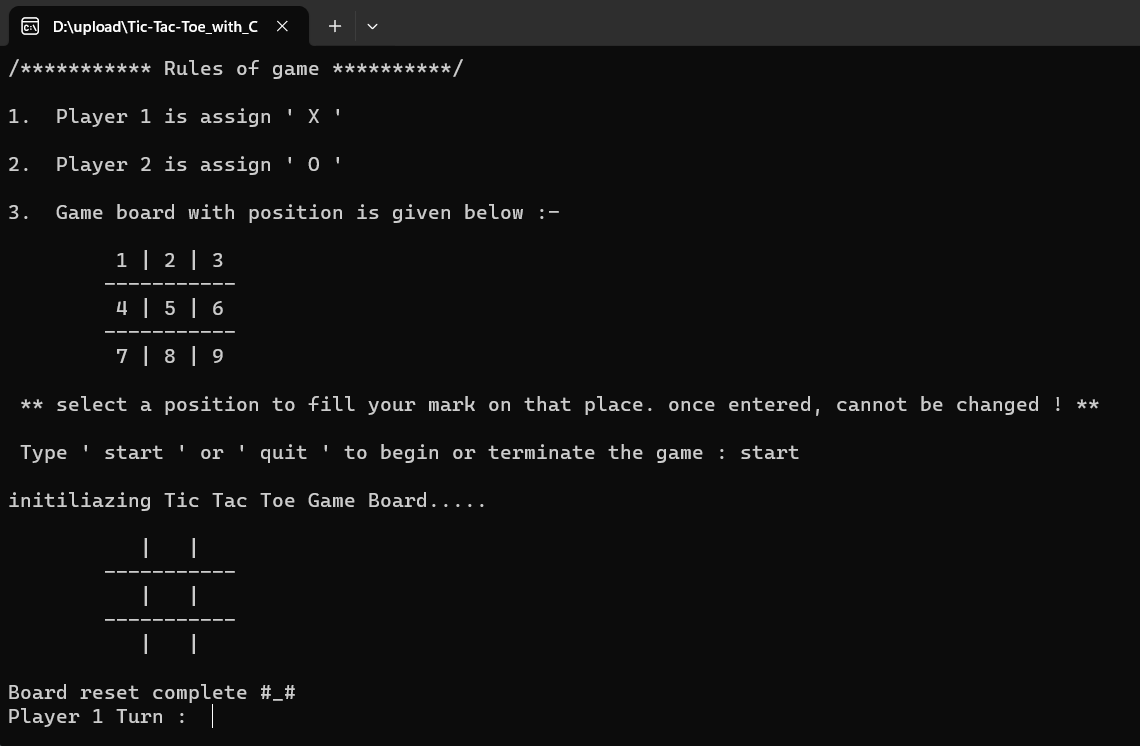 D:\upload\Tic-Tac-Toe_with_C
/*********** Rules of game **********/
1.  Player 1 is assign ' X '
2.  Player 2 is assign ' O '
3.  Game board with position is given below :-
1 | 2 | 3
-----------
4 | 5 | 6
-----------
7 | 8 | 9
** select a position to fill your mark on that place. once entered, cannot be changed ! **
Type ' start ' or ' quit ' to begin or terminate the game : start
initiliazing Tic Tac Toe Game Board.....
|   |
-----------
|   |
-----------
|   |
Board reset complete #_#
Player 1 Turn :